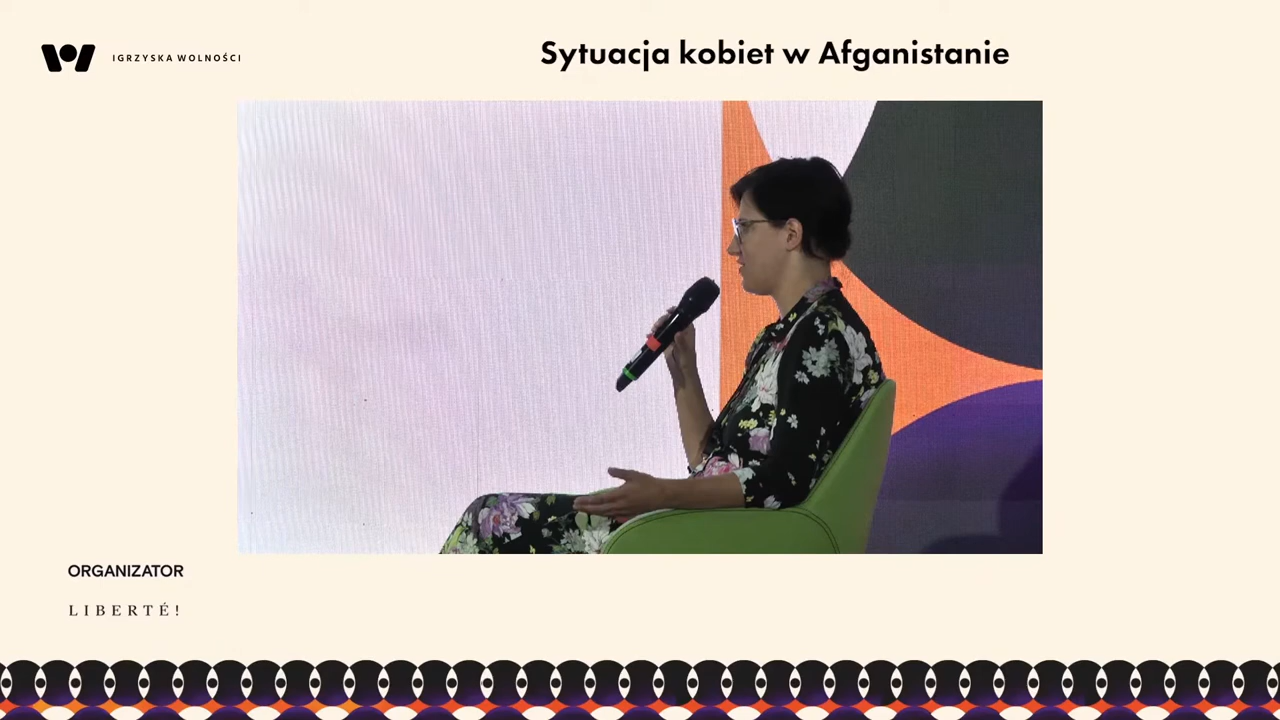 IGRZYSKA WOLNOŚCI
Sytuacja kobiet w Afganistanie
ORGANIZATOR
LIBERTÉ!